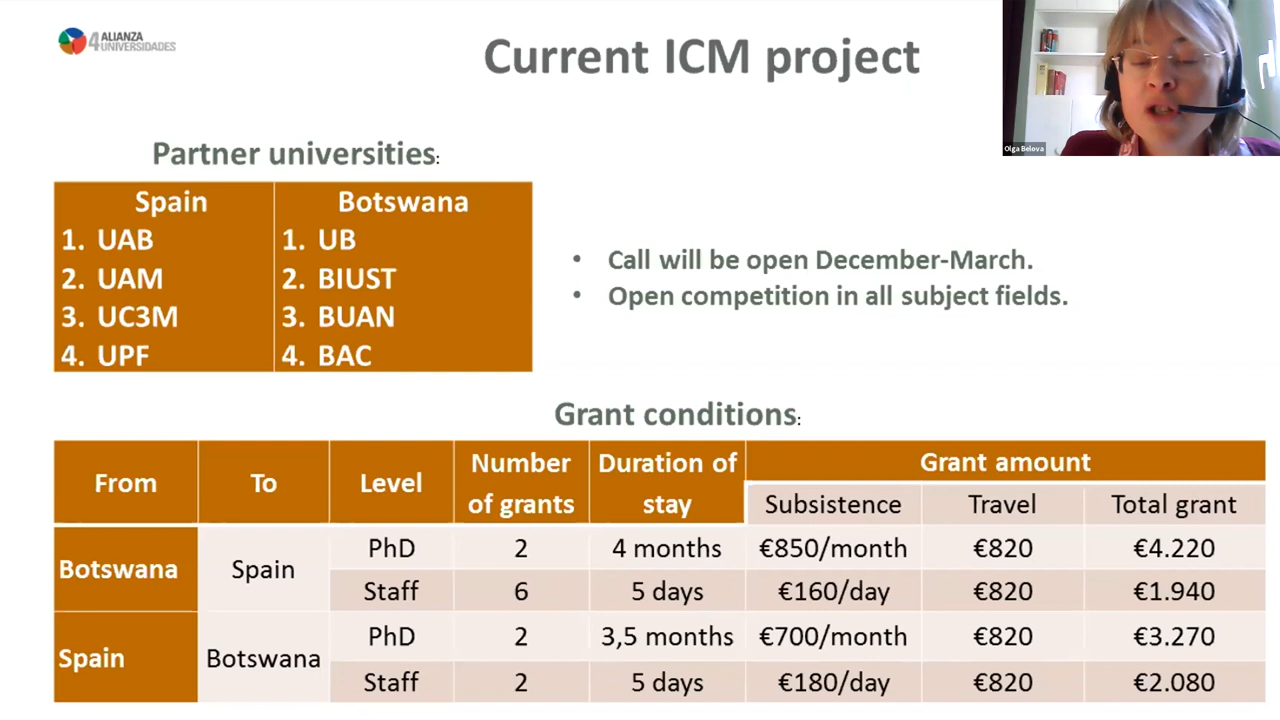 4 ALIANZA
UNIVERSIDADES
Current ICM project
Olga Belova
Partner universities:
Spain Botswana
1. UAB 1. UB
2. UAM 2. BIUST
3. UC3M 3. BUAN
4. UPF 4. BAC
• Call will be open December-March.
• Open competition in all subject fields.
Grant conditions:
From To Level Number of grants Duration of stay Grant amount
Subsistence Travel Total grant
Botswana Spain PhD 2 4 months €850/month €820 €4.220
Staff 6 5 days €160/day €820 €1.940
Spain Botswana PhD 2 3,5 months €700/month €820 €3.270
Staff 2 5 days €180/day €820 €2.080